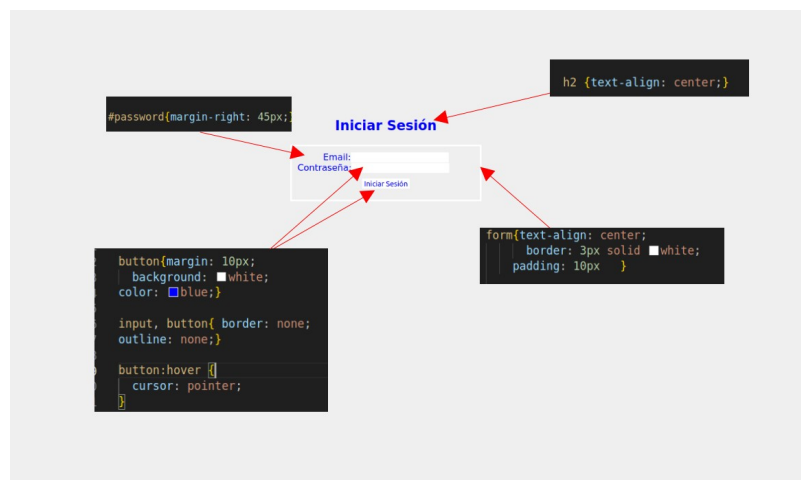 h2 {text-align: center;}
#password{margin-right: 45px;}
Iniciar Sesión
Email:
Contraseña:
Iniciar Sesión
form{text-align: center;
border: 3px solid white;
padding: 10px }
button{margin: 10px;
background: white;
color: blue;}
input, button{ border: none;
outline: none;}
button:hover {
cursor: pointer;
}